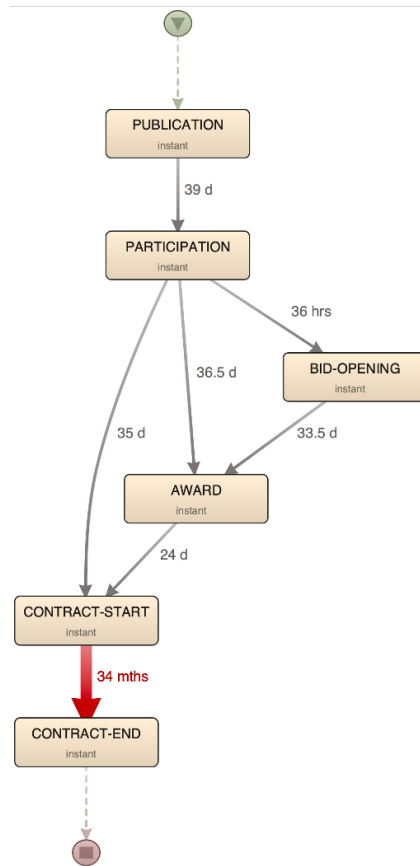 PUBLICATION
instant
39 d
PARTICIPATION
instant
36 hrs
BID-OPENING
instant
36.5 d
35 d
33.5 d
AWARD
instant
24 d
CONTRACT-START
instant
34 mths
CONTRACT-END
instant